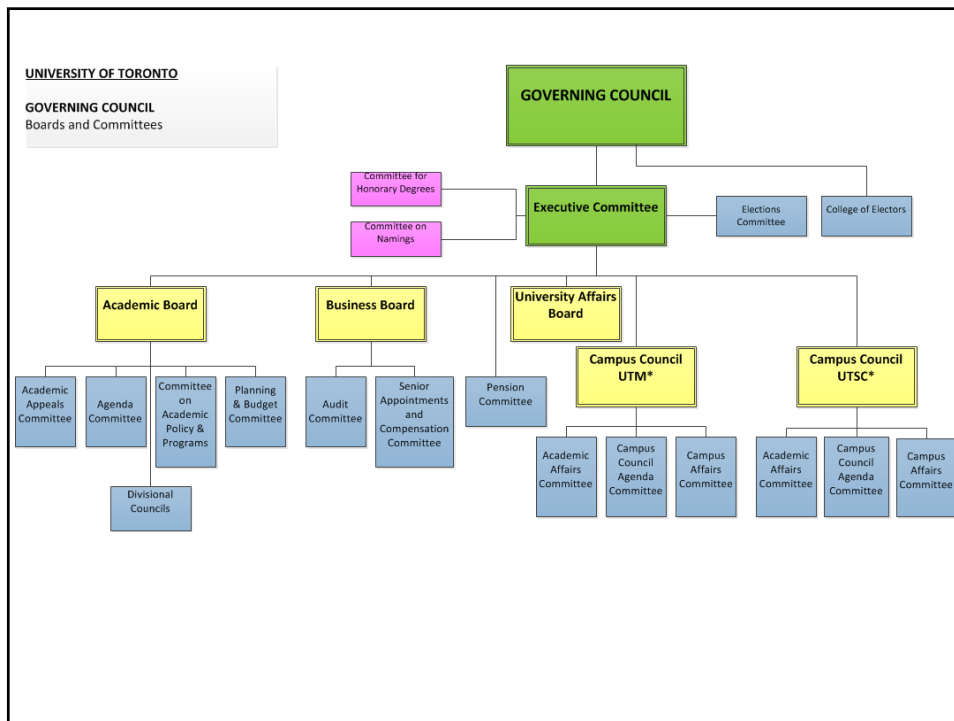 UNIVERSITY OF TORONTO
GOVERNING COUNCIL
Boards and Committees
GOVERNING COUNCIL
Committee for
Honorary Degrees
Executive Committee
Elections
Committee
College of Electors
Committee on
Namings
Academic Board
Business Board
University Affairs
Board
Campus Council
UTM*
Campus Council
UTSC*
Academic
Appeals
Committee
Agenda
Committee
Committee
on
Academic
Policy &
Programs
Planning
& Budget
Committee
Audit
Committee
Senior
Appointments
and
Compensation
Committee
Pension
Committee
Academic
Affairs
Committee
Campus
Council
Agenda
Committee
Campus
Affairs
Committee
Academic
Affairs
Committee
Campus
Council
Agenda
Committee
Campus
Affairs
Committee
Divisional
Councils